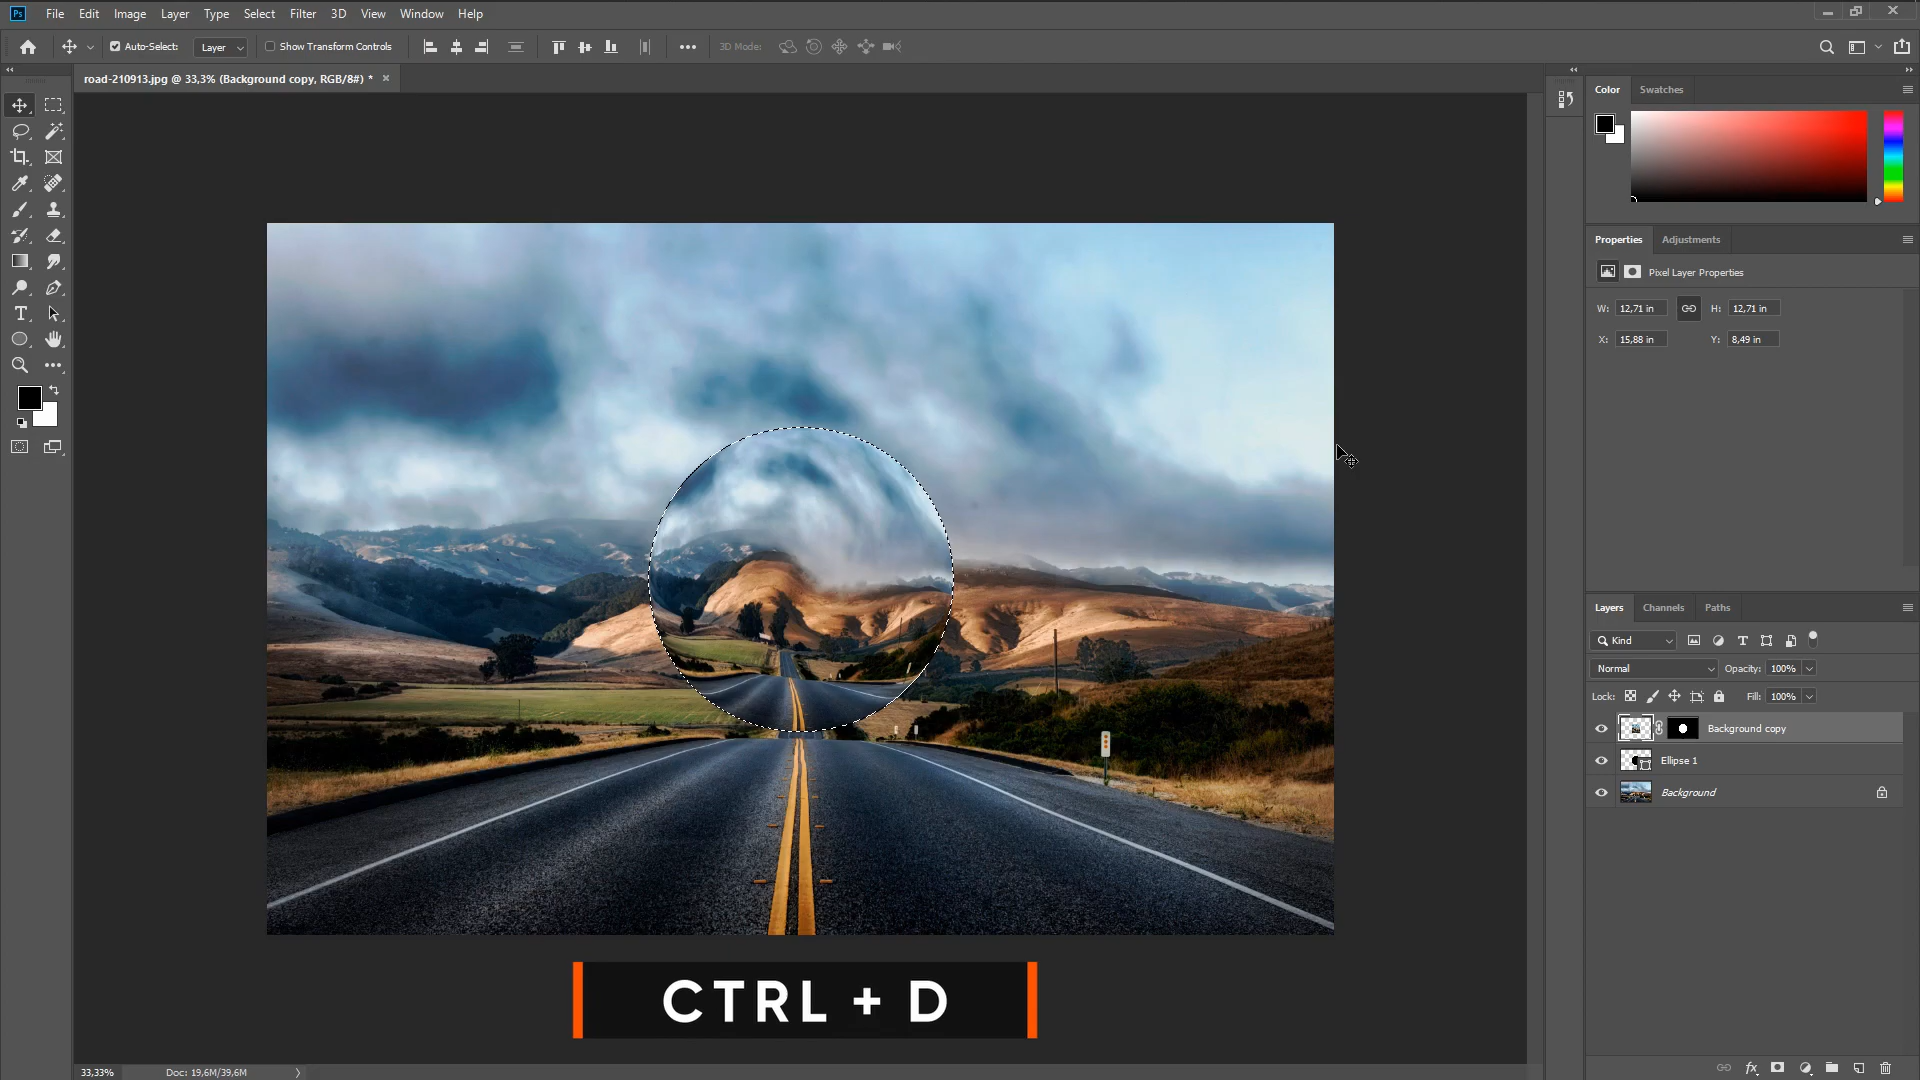 Ps File Edit Image Layer Type Select Filter 3D View Window Help
Auto-Select: Layer Show Transform Controls 3D Mode:
road-210913.jpg @ 33,3% (Background copy, RGB/8#) *
Color Swatches
Properties Adjustments
Pixel Layer Properties
W: 12,71 in H: 12,71 in
X: 15,88 in Y: 8,49 in
Layers Channels Paths
Kind
Normal Opacity: 100%
Lock: Fill: 100%
Background copy
Ellipse 1
Background
CTRL + D
33,33% Doc: 19,6M/39,6M